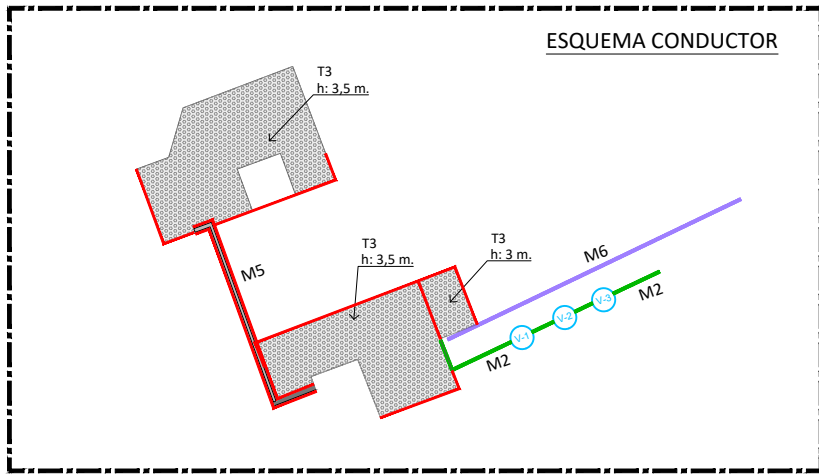 ESQUEMA CONDUCTOR
T3
h: 3,5 m.
T3
h: 3,5 m.
T3
h: 3 m.
M5
M6
M2
V-3
V-2
V-1
M2